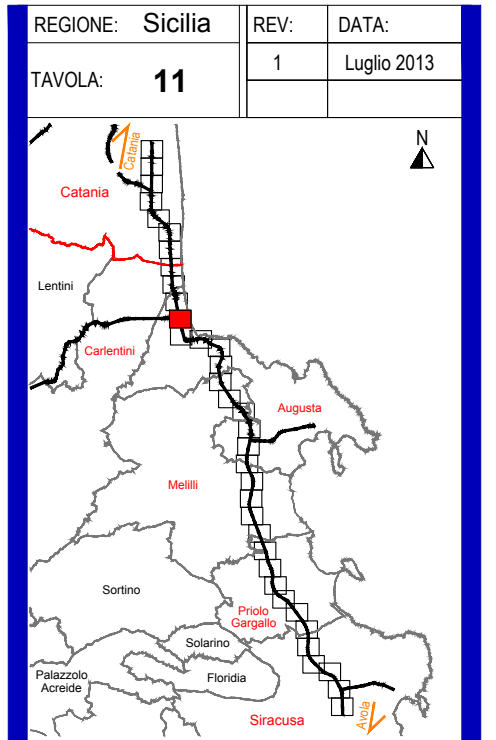 REGIONE: Sicilia
REV: DATA:
TAVOLA: 11
1 Luglio 2013
N
Catania
Catania
Lentini
Carlentini
Augusta
Melilli
Sortino
Priolo
Gargallo
Solarino
Palazzolo
Acreide
Floridia
Siracusa
Avola